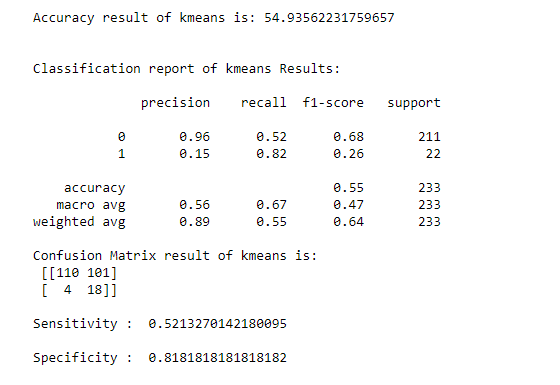 Accuracy result of kmeans is: 54.93562231759657
Classification report of kmeans Results:
precision recall f1-score support
0 0.96 0.52 0.68 211
1 0.15 0.82 0.26 22
accuracy 0.55 233
macro avg 0.56 0.67 0.47 233
weighted avg 0.89 0.55 0.64 233
Confusion Matrix result of kmeans is:
[[110 101]
[ 4 18]]
Sensitivity : 0.5213270142180095
Specificity : 0.8181818181818182